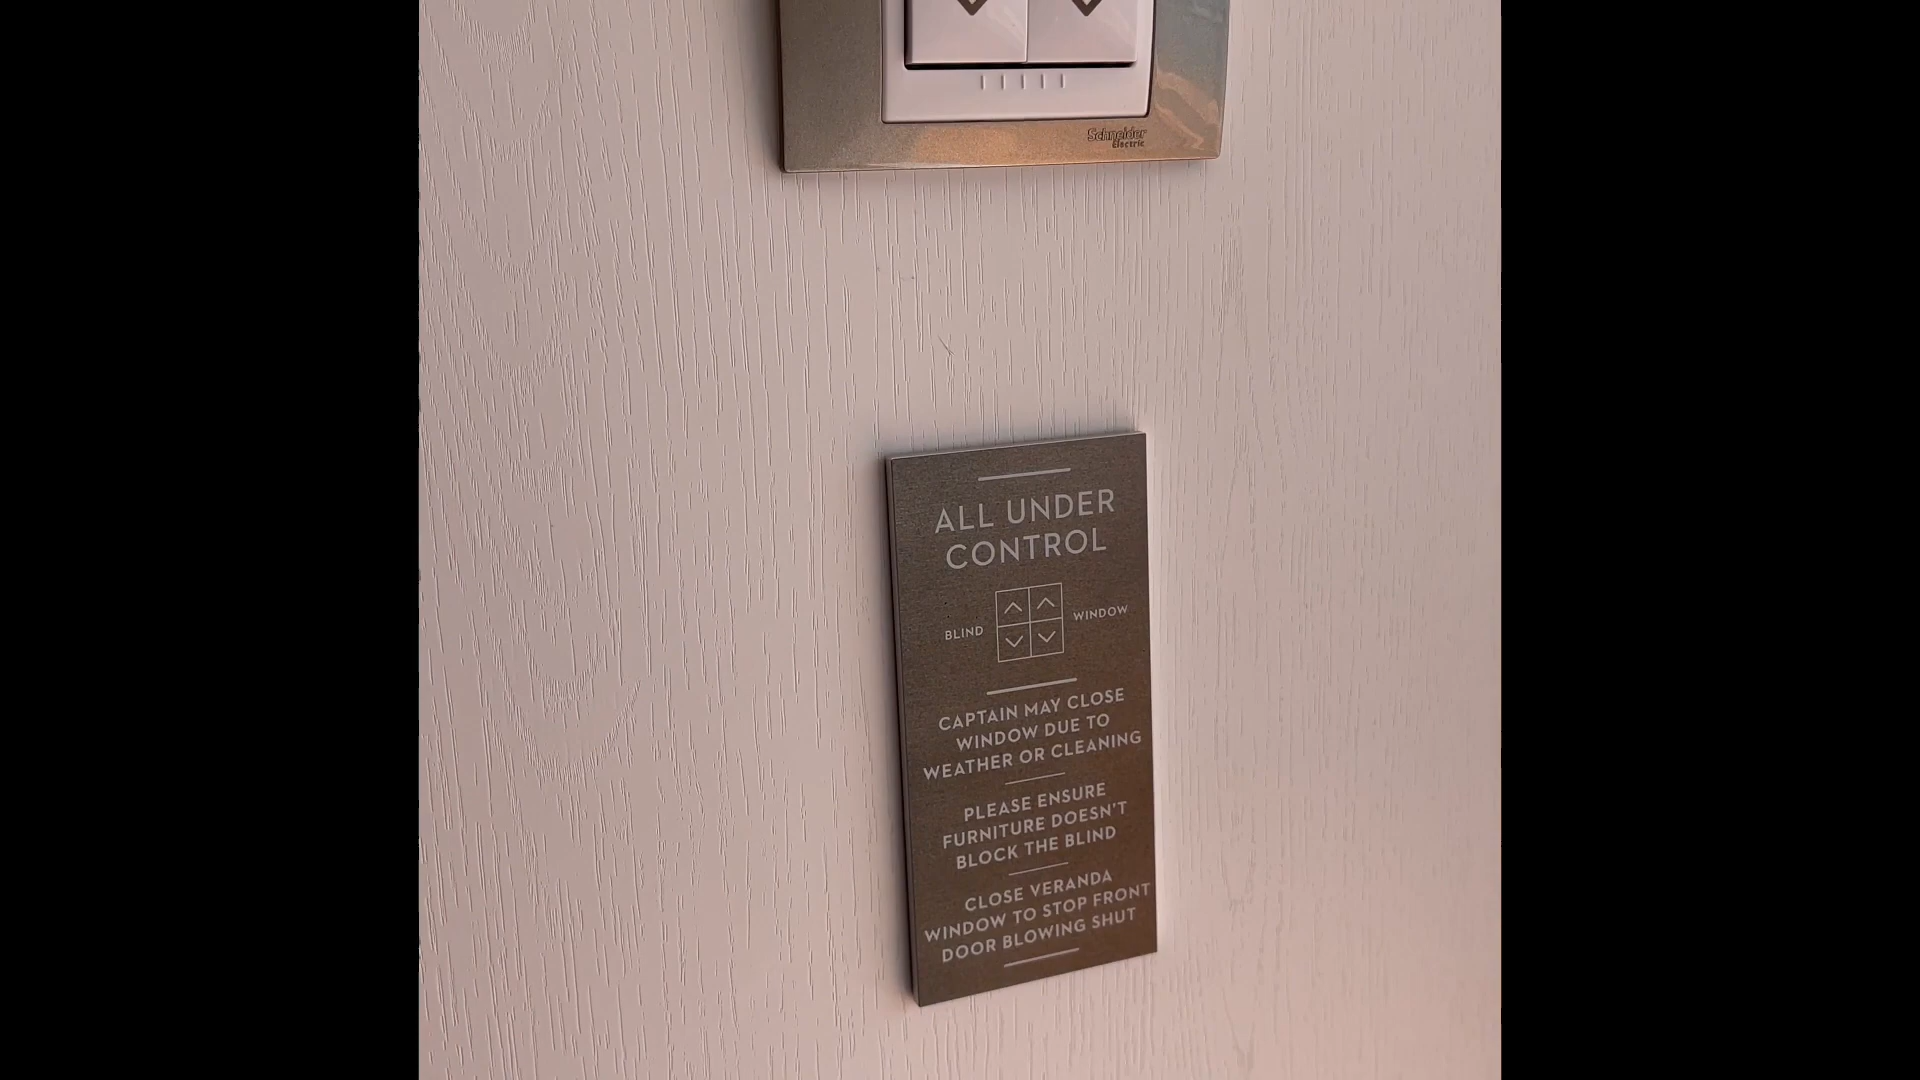 Schneider
Electric
ALL UNDER
CONTROL
BLIND
WINDOW
CAPTAIN MAY CLOSE
WINDOW DUE TO
WEATHER OR CLEANING
PLEASE ENSURE
FURNITURE DOESN'T
BLOCK THE BLIND
CLOSE VERANDA
WINDOW TO STOP FRONT
DOOR BLOWING SHUT